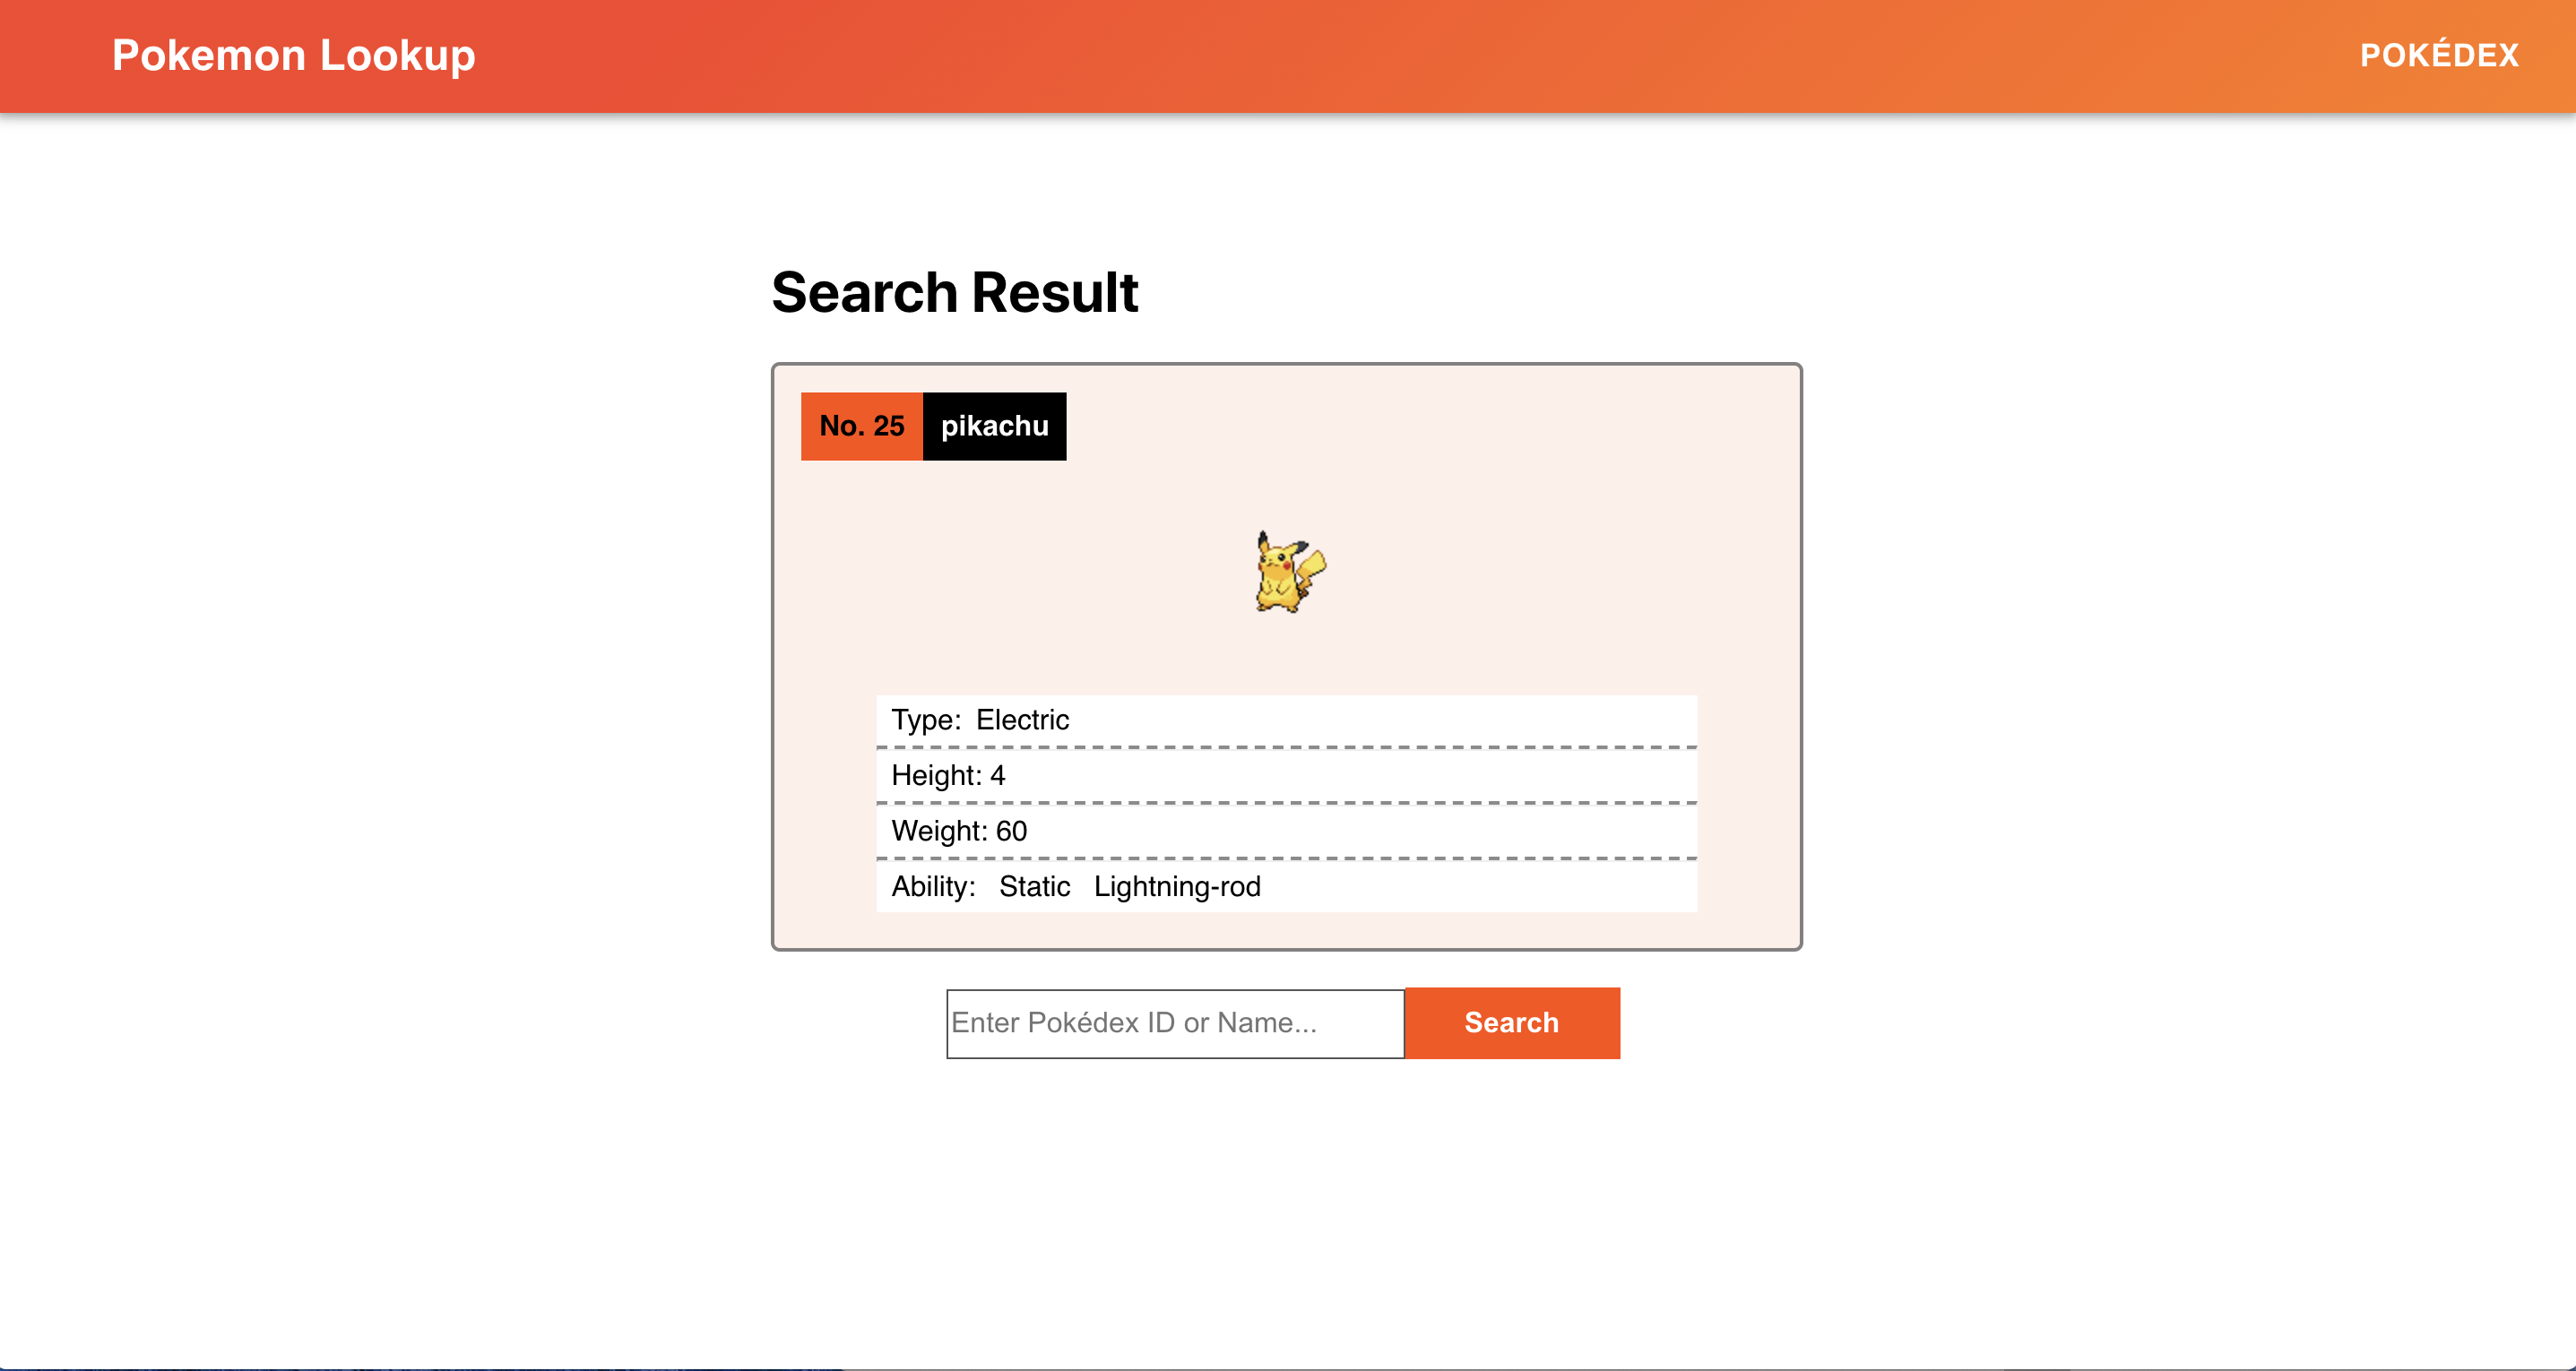 Pokemon Lookup
POKÉDEX
Search Result
No. 25 pikachu
Type: Electric
Height: 4
Weight: 60
Ability: Static Lightning-rod
Enter Pokédex ID or Name... Search